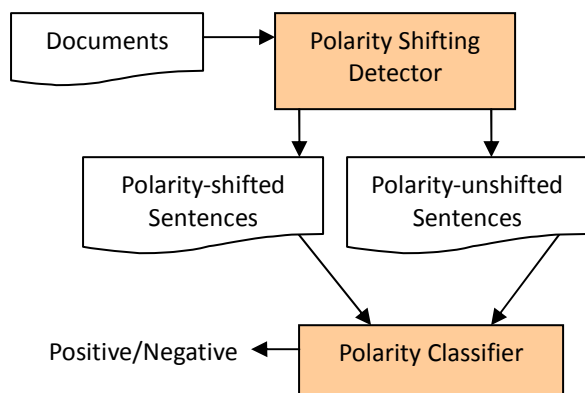 Documents
Polarity Shifting
Detector
Polarity-shifted
Sentences
Polarity-unshifted
Sentences
Positive/Negative
Polarity Classifier